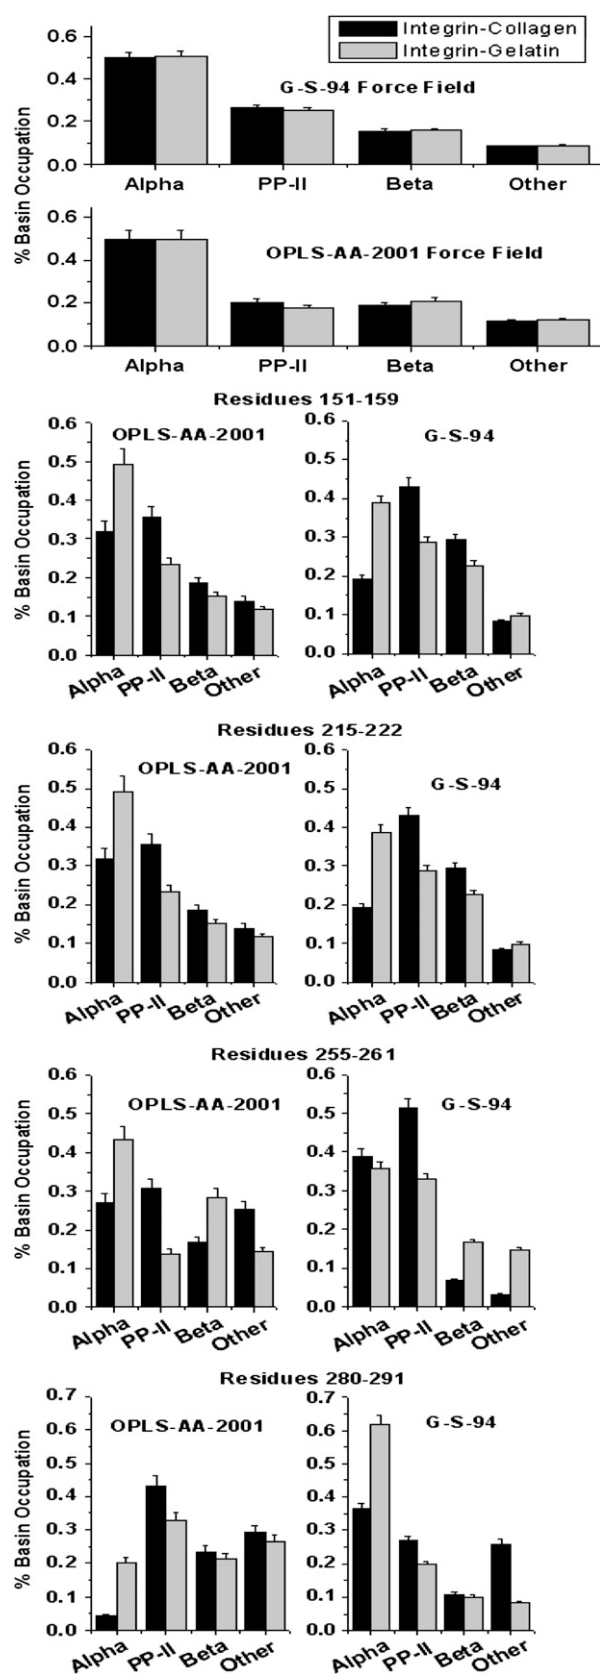 Integrin-Collagen
Integrin-Gelatin
G-S-94 Force Field
% Basin Occupation
0.6
0.4
0.2
0.0
Alpha PP-II Beta Other
OPLS-AA-2001 Force Field
0.4
0.2
0.0
Alpha PP-II Beta Other
Residues 151-159
OPLS-AA-2001
% Basin Occupation
0.6
0.5
0.4
0.3
0.2
0.1
0.0
Alpha PP-II Beta Other
G-S-94
0.6
0.5
0.4
0.3
0.2
0.1
0.0
Alpha PP-II Beta Other
Residues 215-222
OPLS-AA-2001
% Basin Occupation
0.6
0.5
0.4
0.3
0.2
0.1
0.0
Alpha PP-II Beta Other
G-S-94
0.6
0.5
0.4
0.3
0.2
0.1
0.0
Alpha PP-II Beta Other
Residues 255-261
OPLS-AA-2001
% Basin Occupation
0.6
0.5
0.4
0.3
0.2
0.1
0.0
Alpha PP-II Beta Other
G-S-94
0.6
0.5
0.4
0.3
0.2
0.1
0.0
Alpha PP-II Beta Other
Residues 280-291
OPLS-AA-2001
% Basin Occupation
0.7
0.6
0.5
0.4
0.3
0.2
0.1
0.0
Alpha PP-II Beta Other
G-S-94
0.7
0.6
0.5
0.4
0.3
0.2
0.1
0.0
Alpha PP-II Beta Other